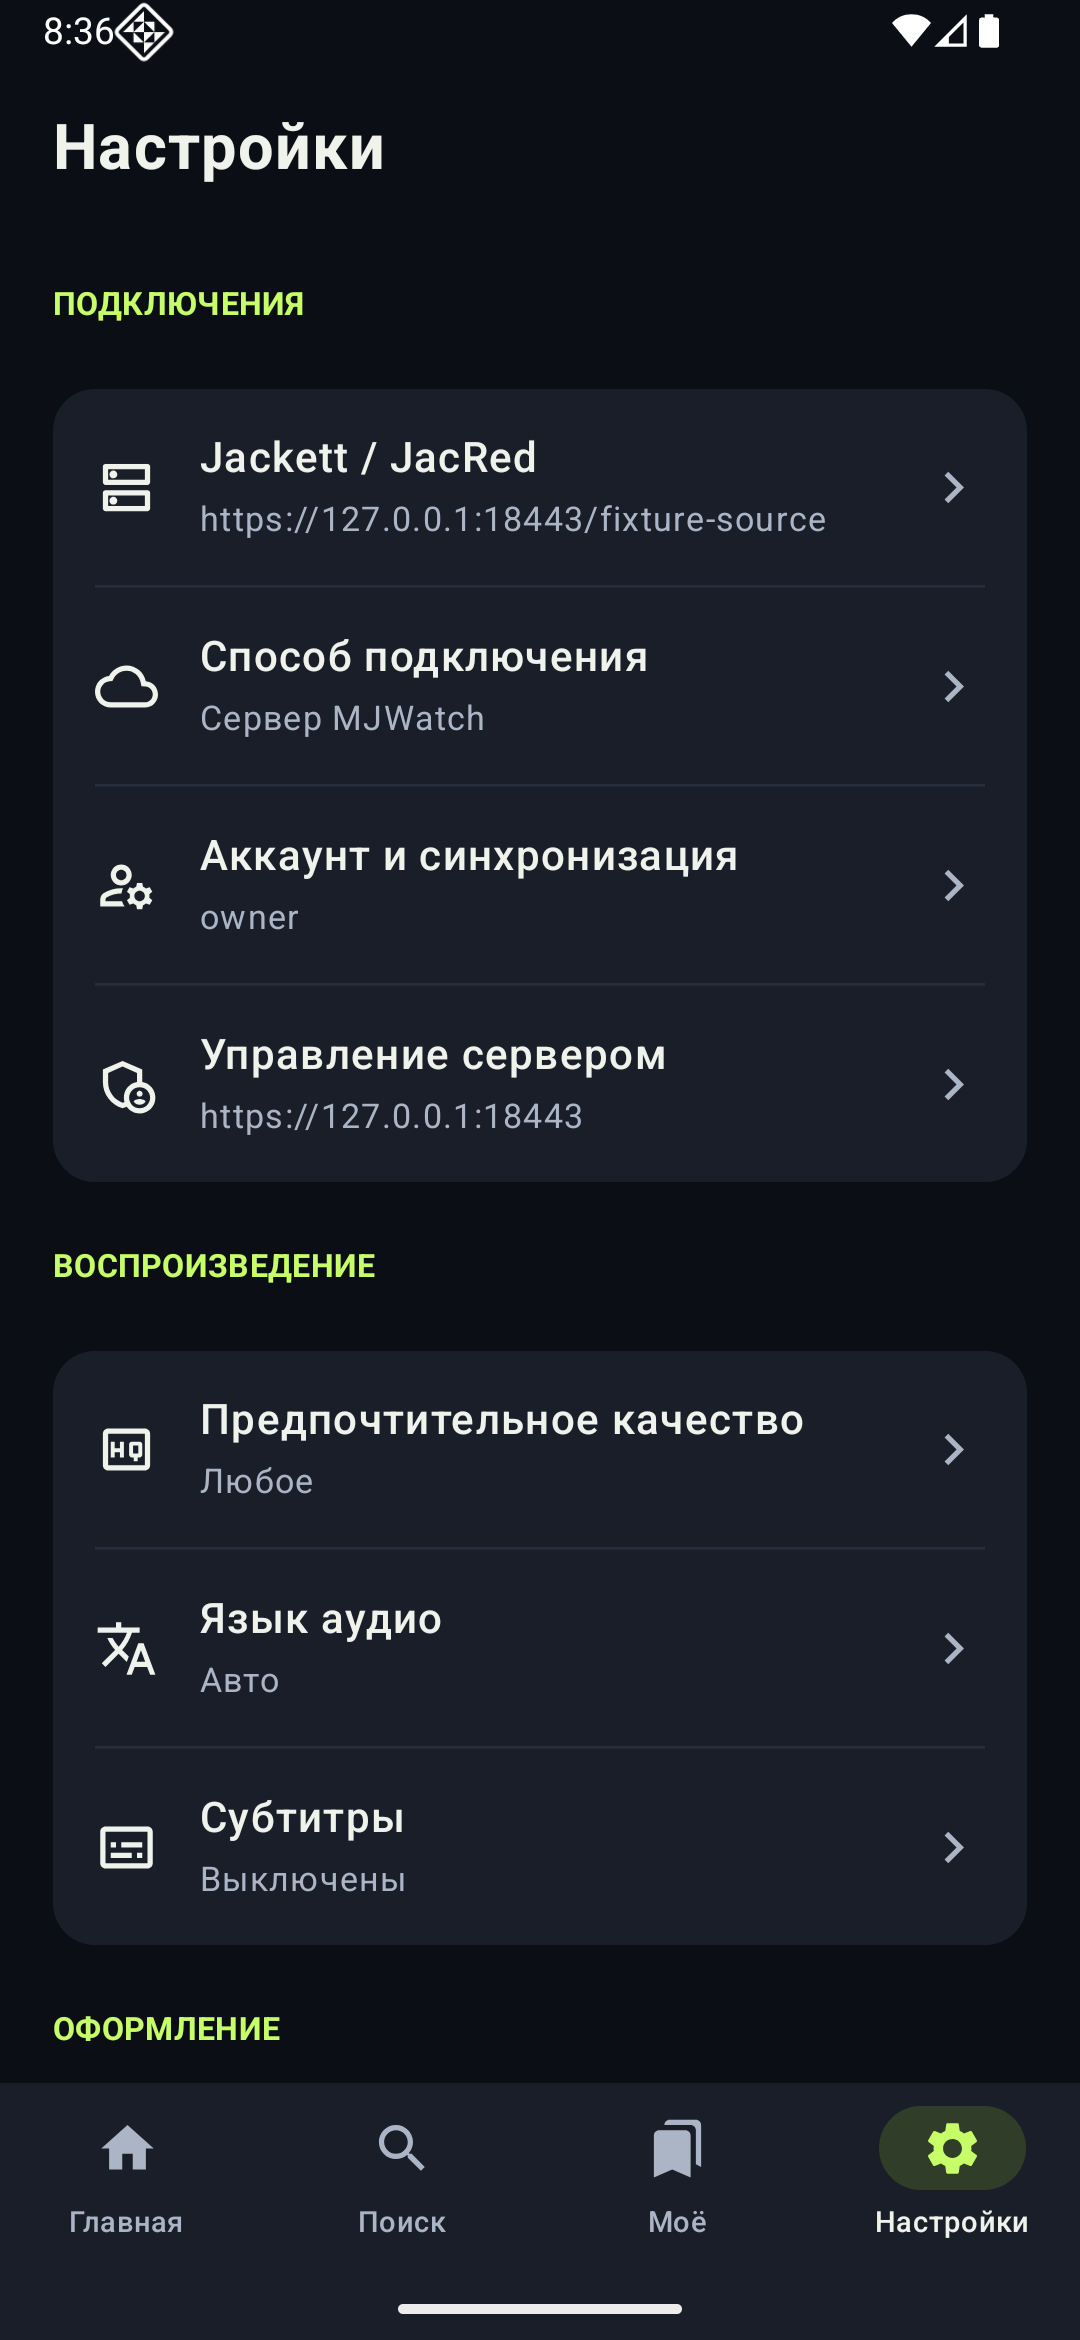 8:36
Настройки
ПОДКЛЮЧЕНИЯ
Jackett / JacRed
https://127.0.0.1:18443/fixture-source
Способ подключения
Сервер MJWatch
Аккаунт и синхронизация
owner
Управление сервером
https://127.0.0.1:18443
ВОСПРОИЗВЕДЕНИЕ
Предпочтительное качество
HQ
Любое
Язык аудио
Авто
Субтитры
Выключены
ОФОРМЛЕНИЕ
Главная
Поиск
Моё
Настройки